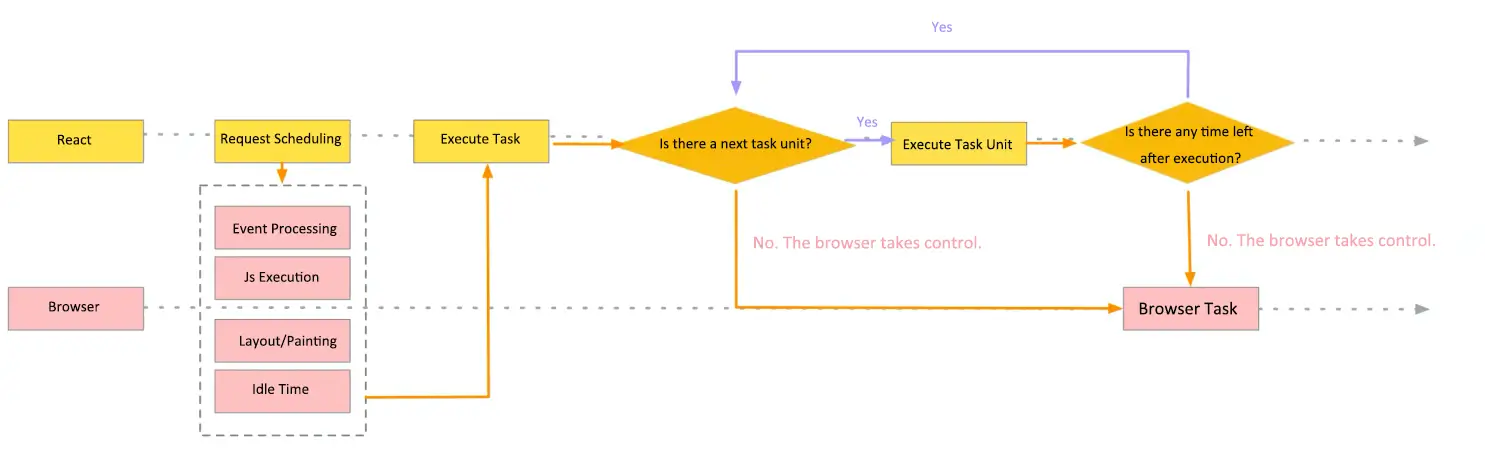 Yes
React
Request Scheduling
Execute Task
Is there a next task unit?
Yes
Execute Task Unit
Is there any time left
after execution?
Event Processing
Js Execution
No. The browser takes control.
No. The browser takes control.
Browser
Browser Task
Layout/Painting
Idle Time